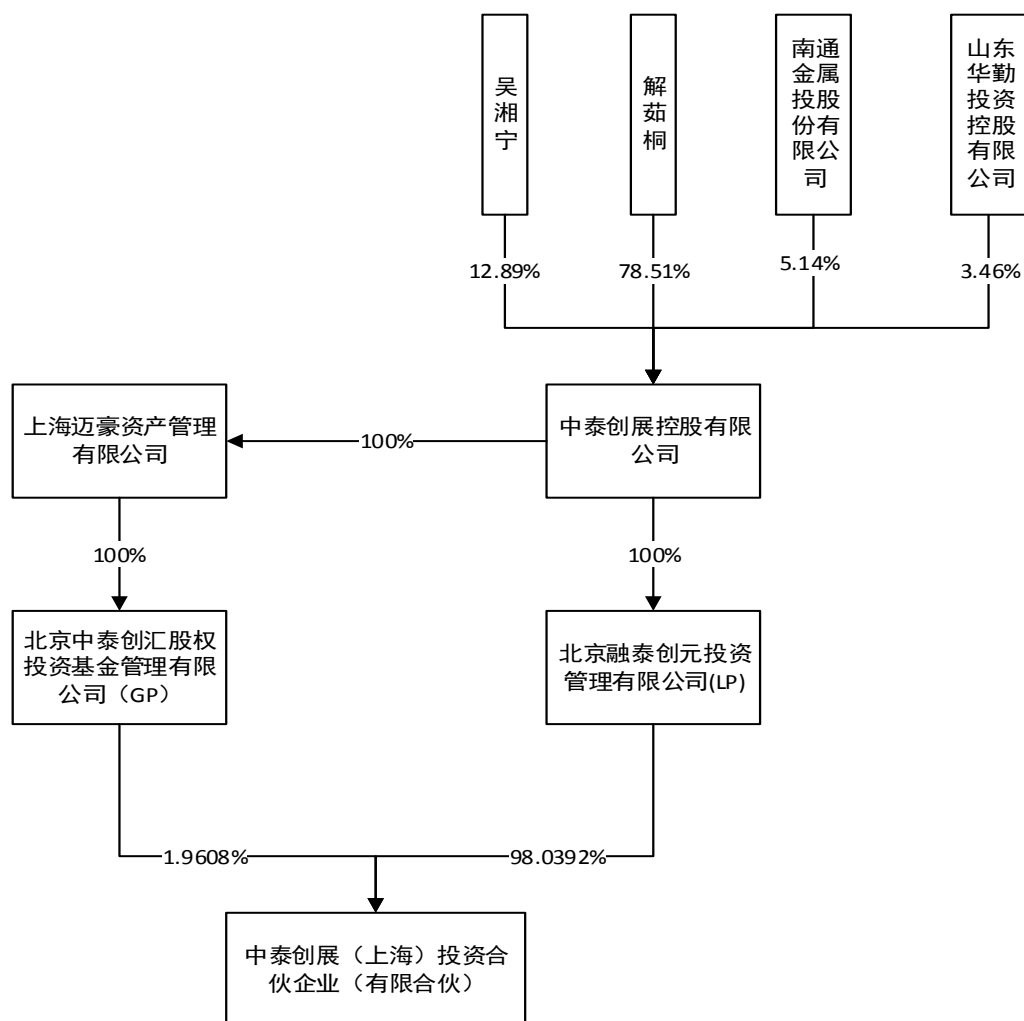 吴
湘
宁
解
茹
桐
南通
金属
投股
份有
限公
司
山东
华勤
投资
控股
有限
公司
12.89%
78.51%
5.14%
3.46%
上海迈豪资产管理
有限公司
100%
中泰创展控股有限
公司
100%
100%
北京中泰创汇股权
投资基金管理有限
公司（GP）
北京融泰创元投资
管理有限公司(LP)
1.9608%
98.0392%
中泰创展（上海）投资合
伙企业（有限合伙）